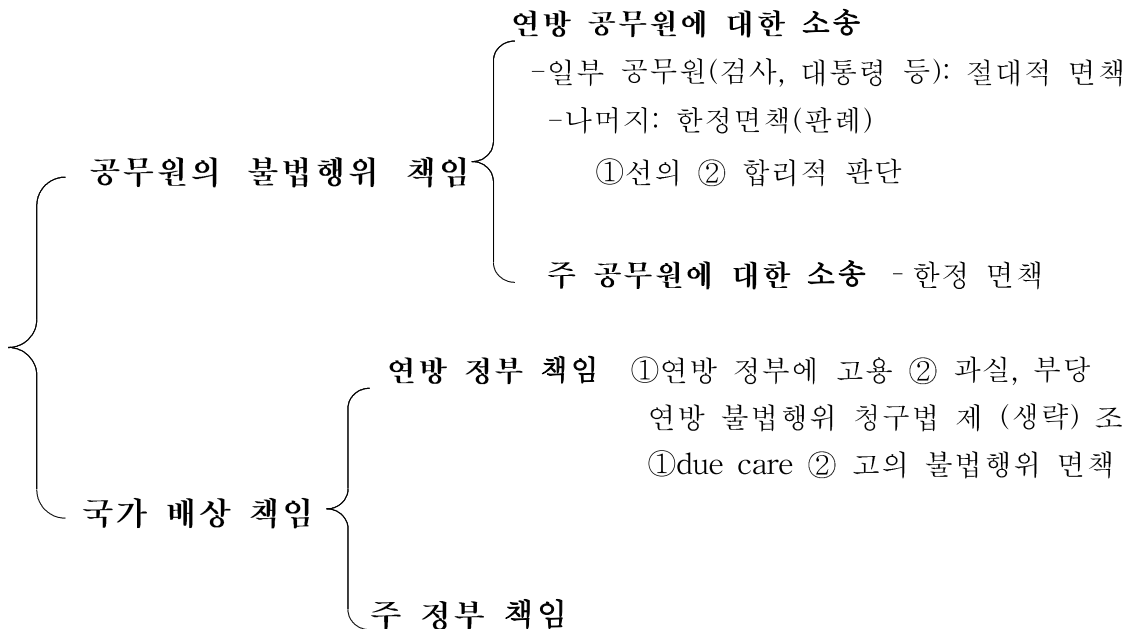 연방 공무원에 대한 소송
-일부 공무원(검사, 대통령 등): 절대적 면책
-나머지: 한정면책(판례)
공무원의 불법행위 책임
①선의 ② 합리적 판단
주 공무원에 대한 소송 - 한정 면책
연방 정부 책임 ①연방 정부에 고용 ② 과실, 부당
연방 불법행위 청구법 제 (생략) 조
①due care ② 고의 불법행위 면책
국가 배상 책임
주 정부 책임